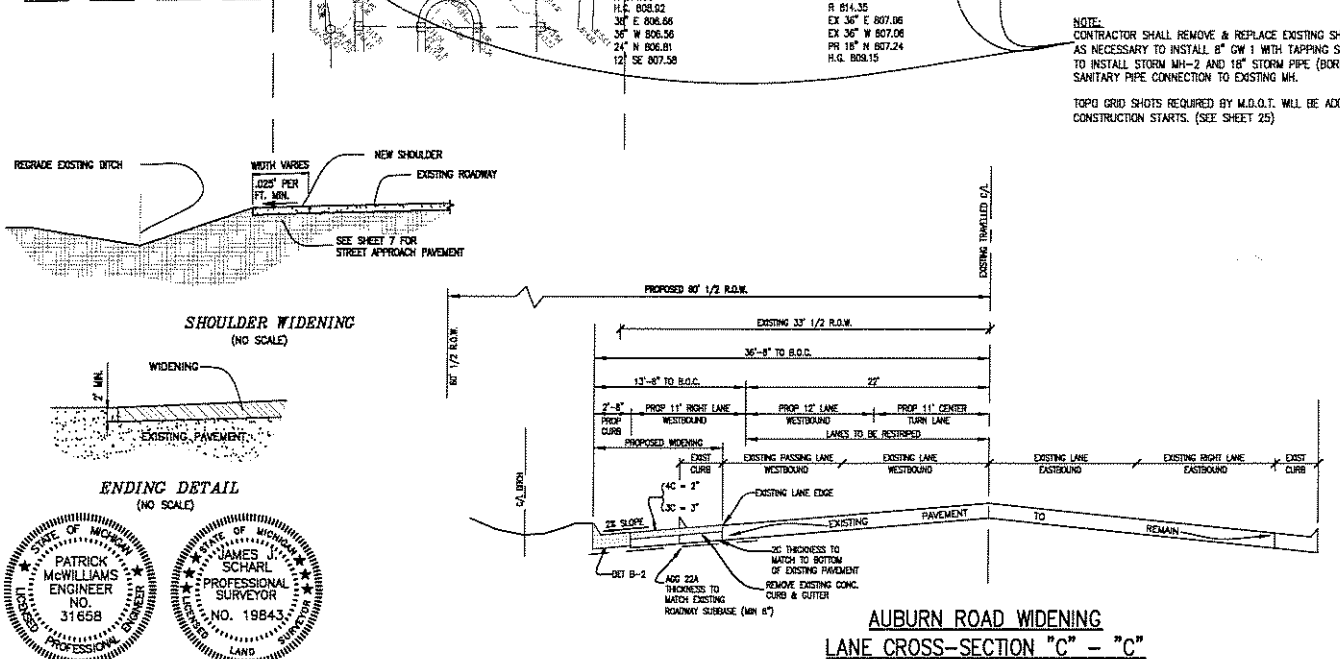 H.G. 808.92
36" E 806.66
36" W 806.56
24" N 806.81
12" SE 807.58
R 814.35
EX 36" E 807.06
EX 36" W 807.06
PR 18" N 807.24
H.G. 809.15
NOTE:
CONTRACTOR SHALL REMOVE & REPLACE EXISTING
AS NECESSARY TO INSTALL 8" GW 1 WITH TAPPING
TO INSTALL STORM MH-2 AND 18" STORM PIPE
SANITARY PIPE CONNECTION TO EXISTING MH.
TOPO GRID SHOTS REQUIRED BY M.D.O.T. WILL BE
CONSTRUCTION STARTS. (SEE SHEET 25)
REGRADE EXISTING DITCH
WIDTH VARIES
.025' PER
FT. MIN.
NEW SHOULDER
EXISTING ROADWAY
SEE SHEET 7 FOR
STREET APPROACH PAVEMENT
SHOULDER WIDENING
(NO SCALE)
WIDENING
2' MIN.
EXISTING PAVEMENT
ENDING DETAIL
(NO SCALE)
STATE OF MICHIGAN
PATRICK
McWILLIAMS
ENGINEER
NO.
31658
LICENSED PROFESSIONAL ENGINEER
STATE OF MICHIGAN
JAMES J.
SCHARL
PROFESSIONAL
SURVEYOR
NO. 19843
LICENSED LAND SURVEYOR
EXISTING TRAVELLED C/L
PROPOSED 60' 1/2 R.O.W.
EXISTING 33' 1/2 R.O.W.
36'-8" TO B.O.C.
60' 1/2 R.O.W.
13'-8" TO B.O.C.
22'
2'-8"
PROP
CURB
PROP 11' RIGHT LANE
WESTBOUND
PROP 12' LANE
WESTBOUND
PROP 11' CENTER
TURN LANE
PROPOSED WIDENING
LANES TO BE RESTRIPED
EXIST
CURB
EXISTING PASSING LANE
WESTBOUND
EXISTING LANE
WESTBOUND
EXISTING LANE
EASTBOUND
EXISTING RIGHT LANE
EASTBOUND
EXIST
CURB
C/L DITCH
4C = 2"
3C = 3"
EXISTING LANE EDGE
2% SLOPE
EXISTING PAVEMENT TO REMAIN
DET B-2
AGG 22A
THICKNESS TO
MATCH EXISTING
ROADWAY SUBBASE (MIN 8")
2C THICKNESS TO
MATCH TO BOTTOM
OF EXISTING PAVEMENT
REMOVE EXISTING CONC.
CURB & GUTTER
AUBURN ROAD WIDENING
LANE CROSS-SECTION "C" - "C"